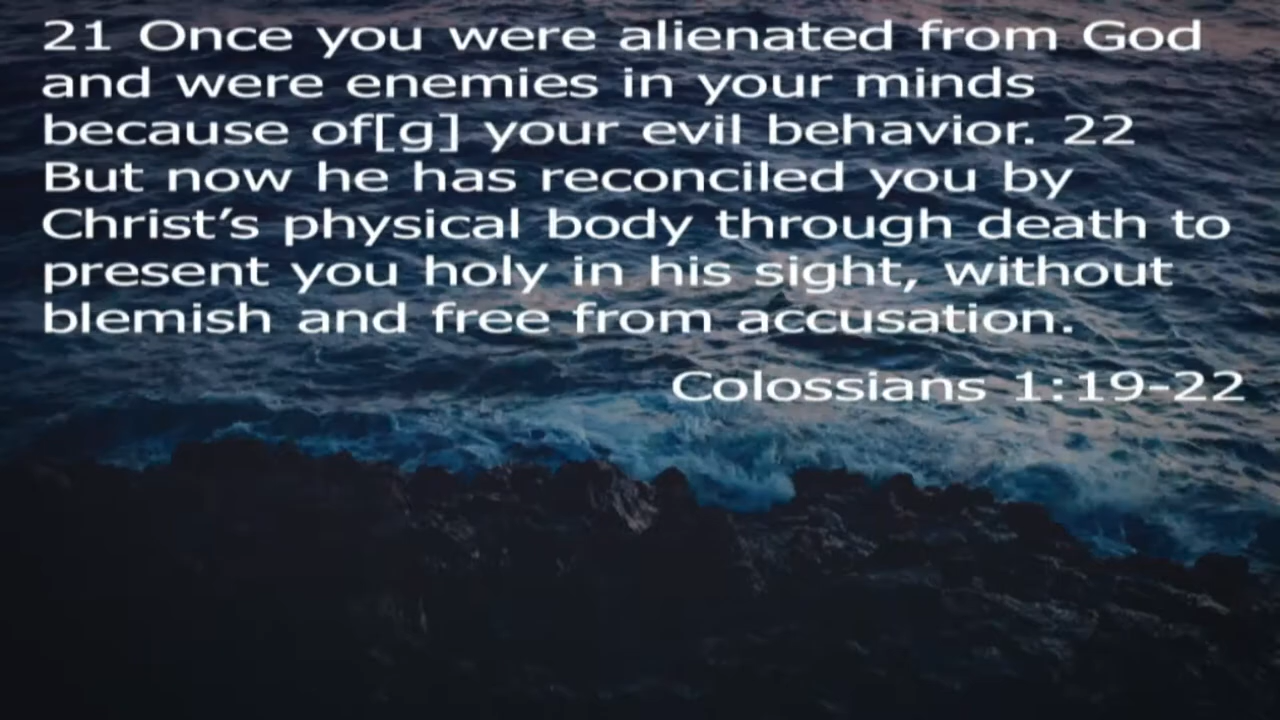 21 Once you were alienated from God
and were enemies in your minds
because of[g] your evil behavior. 22
But now he has reconciled you by
Christ’s physical body through death to
present you holy in his sight, without
blemish and free from accusation.
Colossians 1:19-22